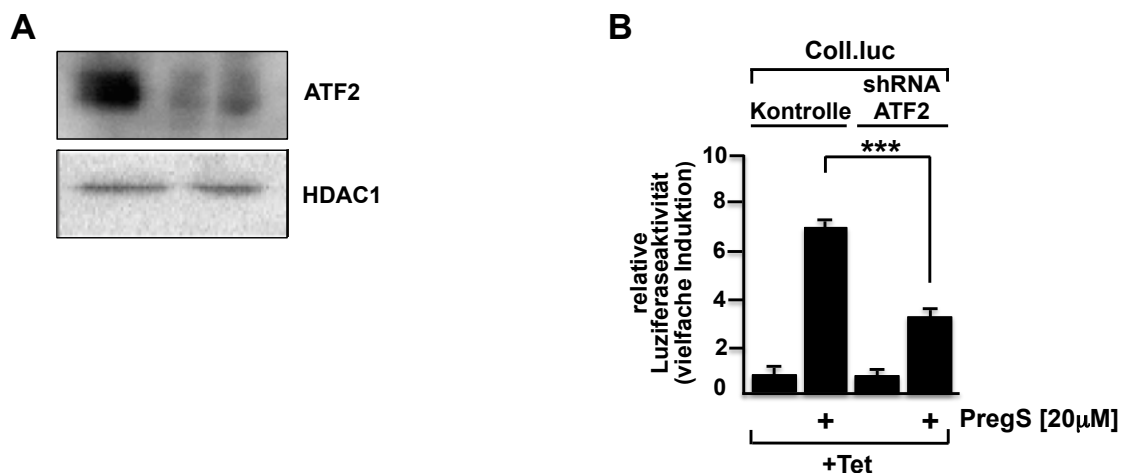 A
ATF2
HDAC1
B
Coll.luc
shRNA
Kontrolle ATF2
***
10
8
6
4
2
0
relative
Luziferaseaktivität
(vielfache Induktion)
+ + PregS [20µM]
+Tet